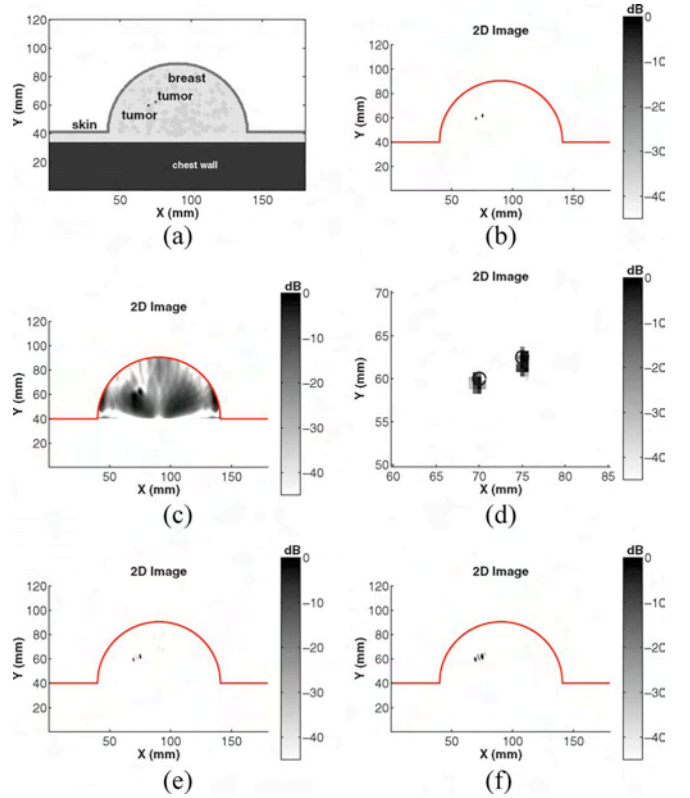 120
100
80
60
40
20
Y (mm)
breast
tumor
tumor
skin
chest wall
50 100 150
X (mm)
(a)
2D Image
120
100
80
60
40
20
Y (mm)
50 100 150
X (mm)
dB
0
−10
−20
−30
−40
(b)
2D Image
120
100
80
60
40
20
Y (mm)
50 100 150
X (mm)
dB
0
−10
−20
−30
−40
(c)
2D Image
70
65
60
55
50
Y (mm)
60 65 70 75 80 85
X (mm)
dB
0
−10
−20
−30
−40
(d)
2D Image
120
100
80
60
40
20
Y (mm)
50 100 150
X (mm)
dB
0
−10
−20
−30
−40
(e)
2D Image
120
100
80
60
40
20
Y (mm)
50 100 150
X (mm)
dB
0
−10
−20
−30
−40
(f)